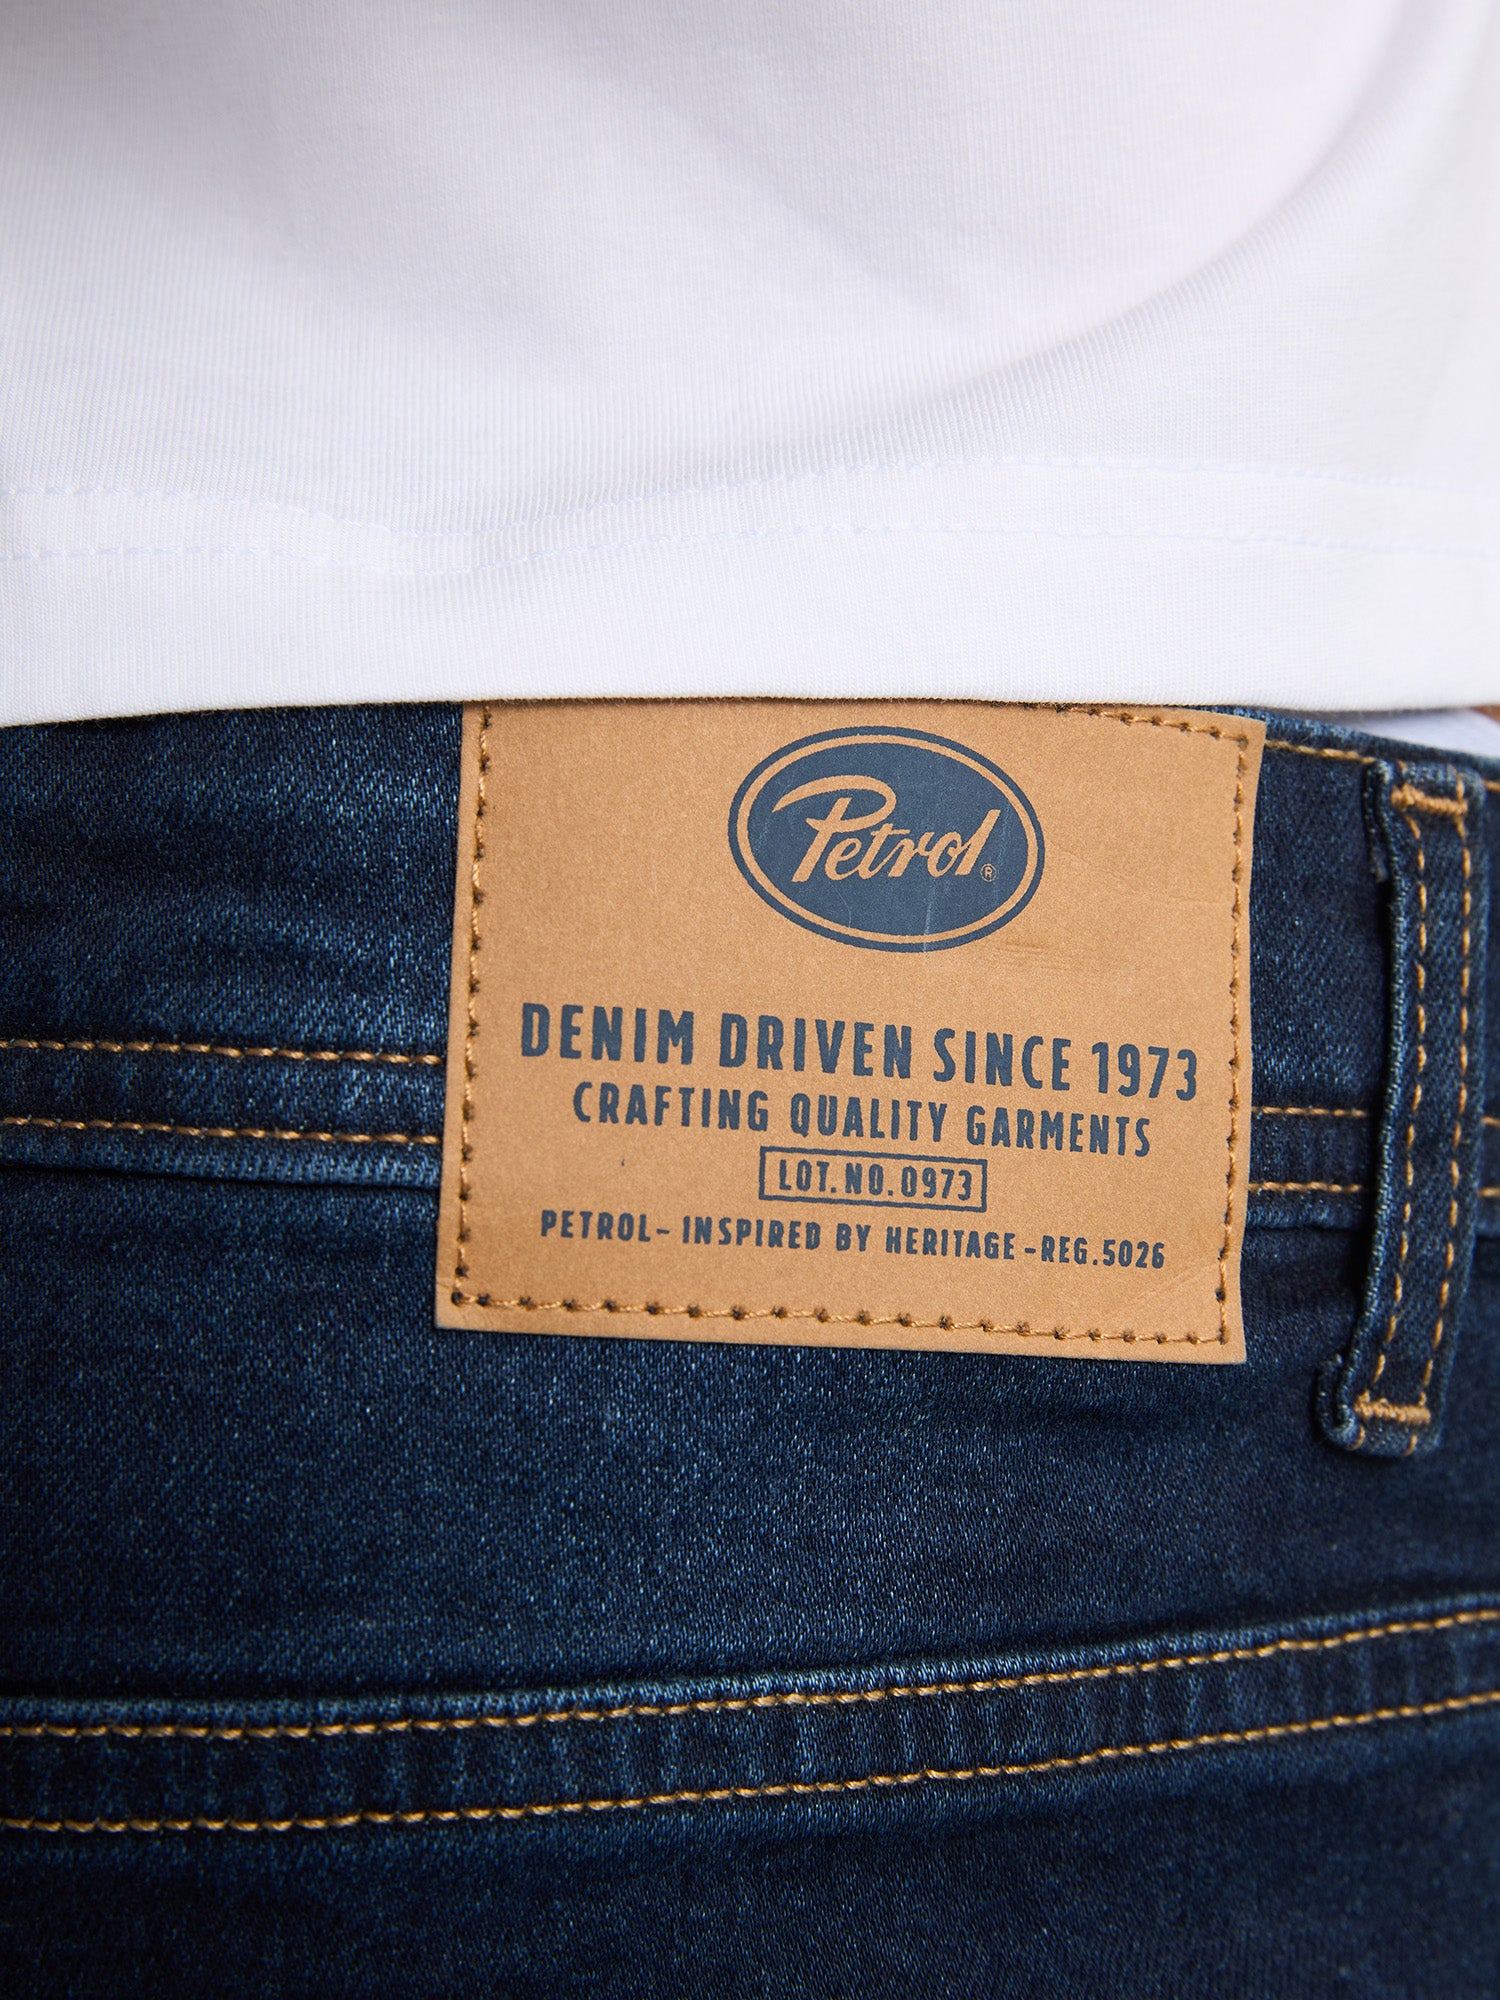 Petrol®
DENIM DRIVEN SINCE 1973
CRAFTING QUALITY GARMENTS
LOT.NO.0973
PETROL- INSPIRED BY HERITAGE -REG.5026